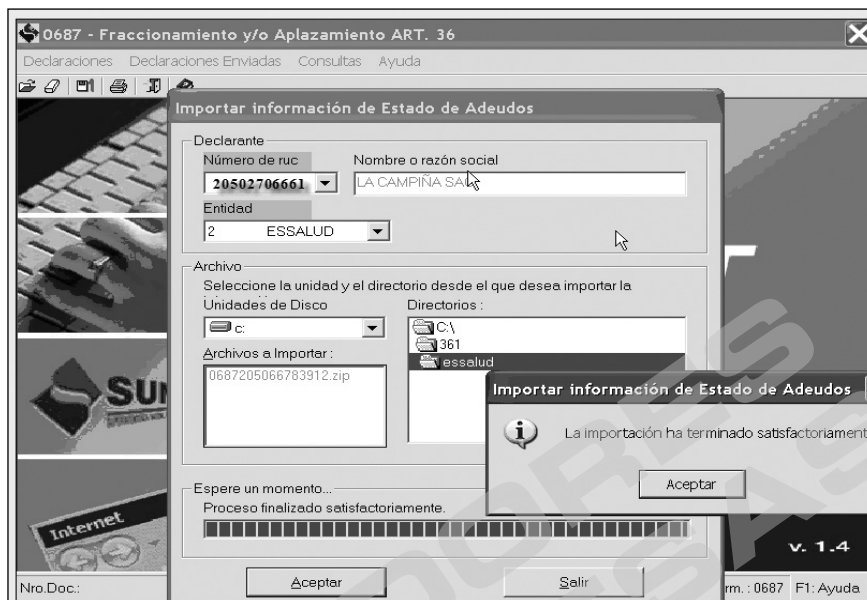 0687 - Fraccionamiento y/o Aplazamiento ART. 36
Declaraciones Declaraciones Enviadas Consultas Ayuda
Importar información de Estado de Adeudos
Declarante
Número de ruc Nombre o razón social
20502706661 LA CAMPIÑA SAC
Entidad
2 ESSALUD
Archivo
Seleccione la unidad y el directorio desde el que desea importar la
Unidades de Disco Directorios :
c: C:\
361
Archivos a Importar : essalud
0687205066783912.zip
SUN
Importar información de Estado de Adeudos
La importación ha terminado satisfactoriament
Aceptar
Espere un momento...
Proceso finalizado satisfactoriamente.
Internet
v. 1.4
Aceptar Salir
Nro.Doc.: rm. : 0687 F1: Ayuda